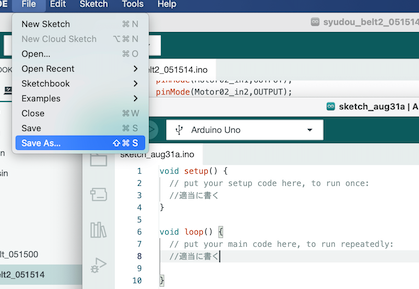 File Edit Sketch Tools Help
New Sketch ⌘ N
New Cloud Sketch ⌥⌘ N
Open... ⌘ O
Open Recent >
Sketchbook >
Examples >
Close ⌘ W
Save ⌘ S
Save As... ⇧⌘ S
syudou_belt2_051514
belt2_051514.ino
pinMode(Motor02_in1,OUTPUT);
pinMode(Motor02_in2,OUTPUT);
sketch_aug31a | A
Arduino Uno
sketch_aug31a.ino
1 void setup() {
2 // put your setup code here, to run once:
3 //適当に書く
4 }
5
6 void loop() {
7 // put your main code here, to run repeatedly:
8 //適当に書く
9
10 }
lt_051500
belt2_051514